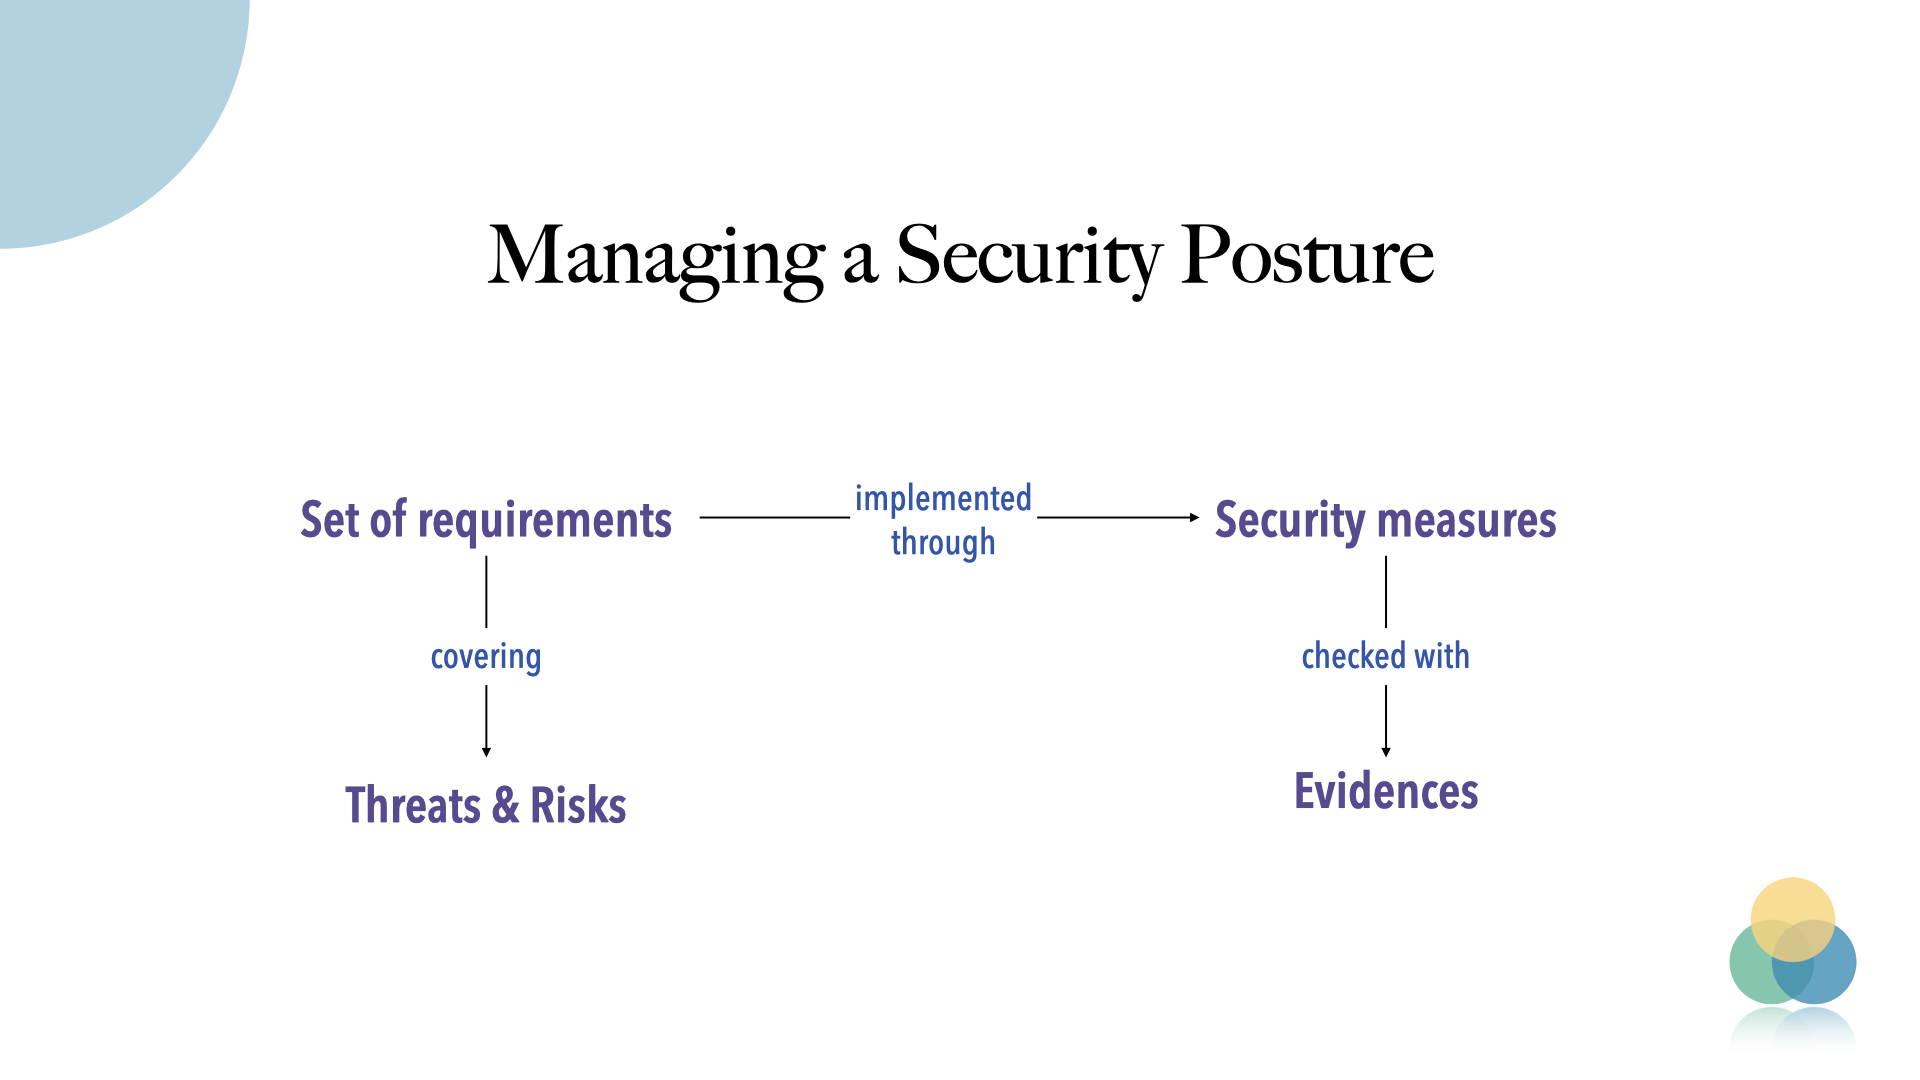 Managing a Security Posture
Set of requirements
implemented
through
Security measures
covering
checked with
Threats & Risks
Evidences